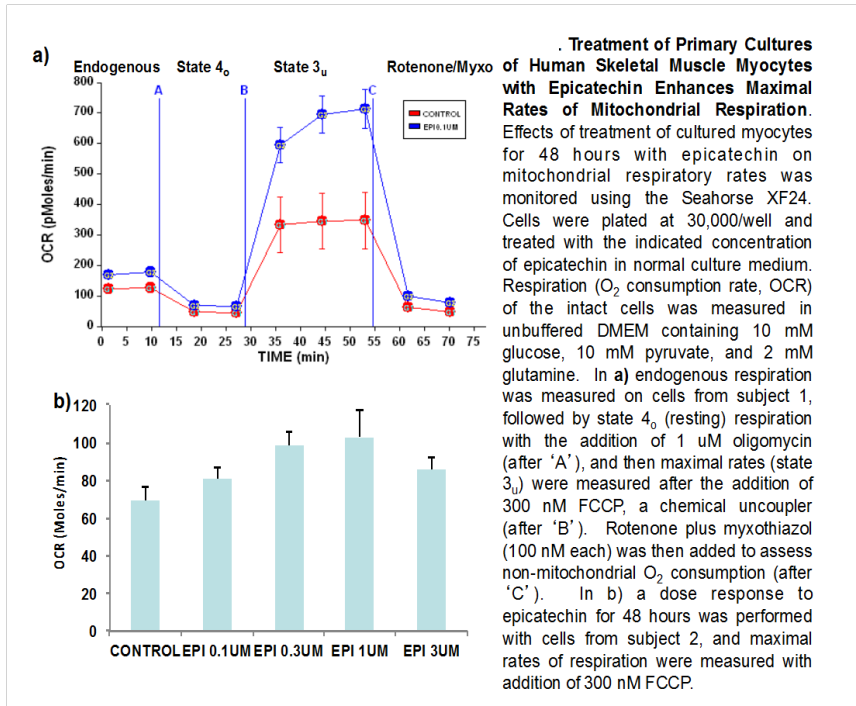 a)
Endogenous State 4o State 3u Rotenone/Myxo
800
700
600
500
400
300
200
100
0
OCR (pMoles/min)
A B C
CONTROL
EPI0.1UM
0 5 10 15 20 25 30 35 40 45 50 55 60 65 70 75
TIME (min)
b)
120
100
80
60
40
20
0
OCR (Moles/min)
CONTROL EPI 0.1UM EPI 0.3UM EPI 1UM EPI 3UM
. Treatment of Primary Cultures
of Human Skeletal Muscle Myocytes
with Epicatechin Enhances Maximal
Rates of Mitochondrial Respiration.
Effects of treatment of cultured myocytes
for 48 hours with epicatechin on
mitochondrial respiratory rates was
monitored using the Seahorse XF24.
Cells were plated at 30,000/well and
treated with the indicated concentration
of epicatechin in normal culture medium.
Respiration (O2 consumption rate, OCR)
of the intact cells was measured in
unbuffered DMEM containing 10 mM
glucose, 10 mM pyruvate, and 2 mM
glutamine. In a) endogenous respiration
was measured on cells from subject 1,
followed by state 4o (resting) respiration
with the addition of 1 uM oligomycin
(after ‘A’), and then maximal rates (state
3u) were measured after the addition of
300 nM FCCP, a chemical uncoupler
(after ‘B’). Rotenone plus myxothiazol
(100 nM each) was then added to assess
non-mitochondrial O2 consumption (after
‘C’). In b) a dose response to
epicatechin for 48 hours was performed
with cells from subject 2, and maximal
rates of respiration were measured with
addition of 300 nM FCCP.